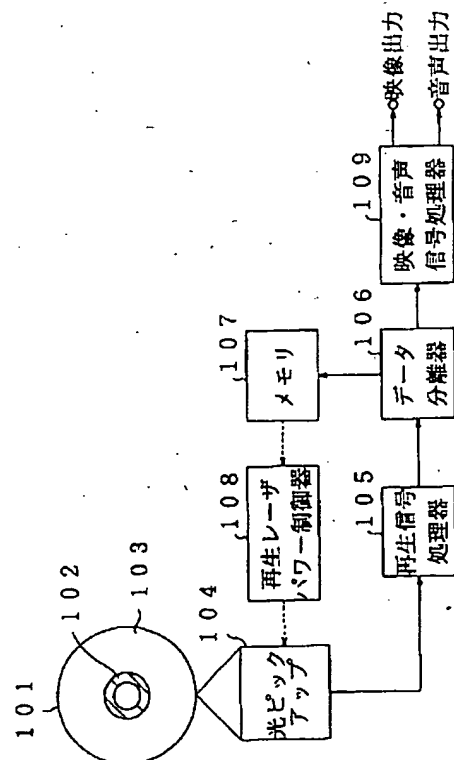 101
102
103
104
光ピック
アップ
108
再生レーザ
パワー制御器
107
メモリ
105
再生信号
処理器
106
データ
分離器
109
映像・音声
信号処理器
映像出力
音声出力